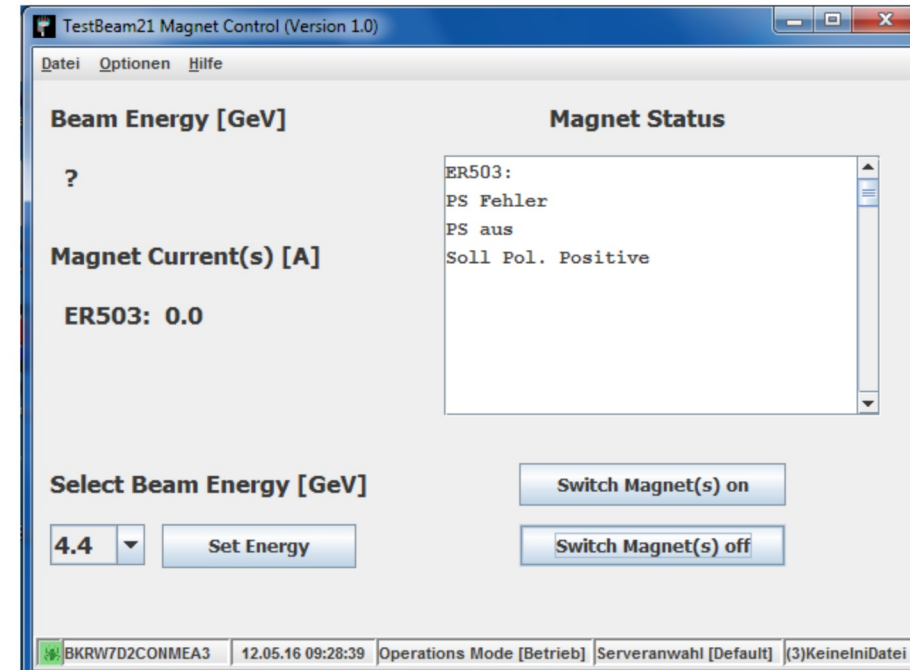 TestBeam21 Magnet Control (Version 1.0)
Datei Optionen Hilfe
Beam Energy [GeV]
?
Magnet Current(s) [A]
ER503: 0.0
Magnet Status
ER503:
PS Fehler
PS aus
Soll Pol. Positive
Select Beam Energy [GeV]
4.4
Set Energy
Switch Magnet(s) on
Switch Magnet(s) off
BKRW7D2CONMEA3 12.05.16 09:28:39 Operations Mode [Betrieb] Serveranwahl [Default] (3)KeineIniDatei